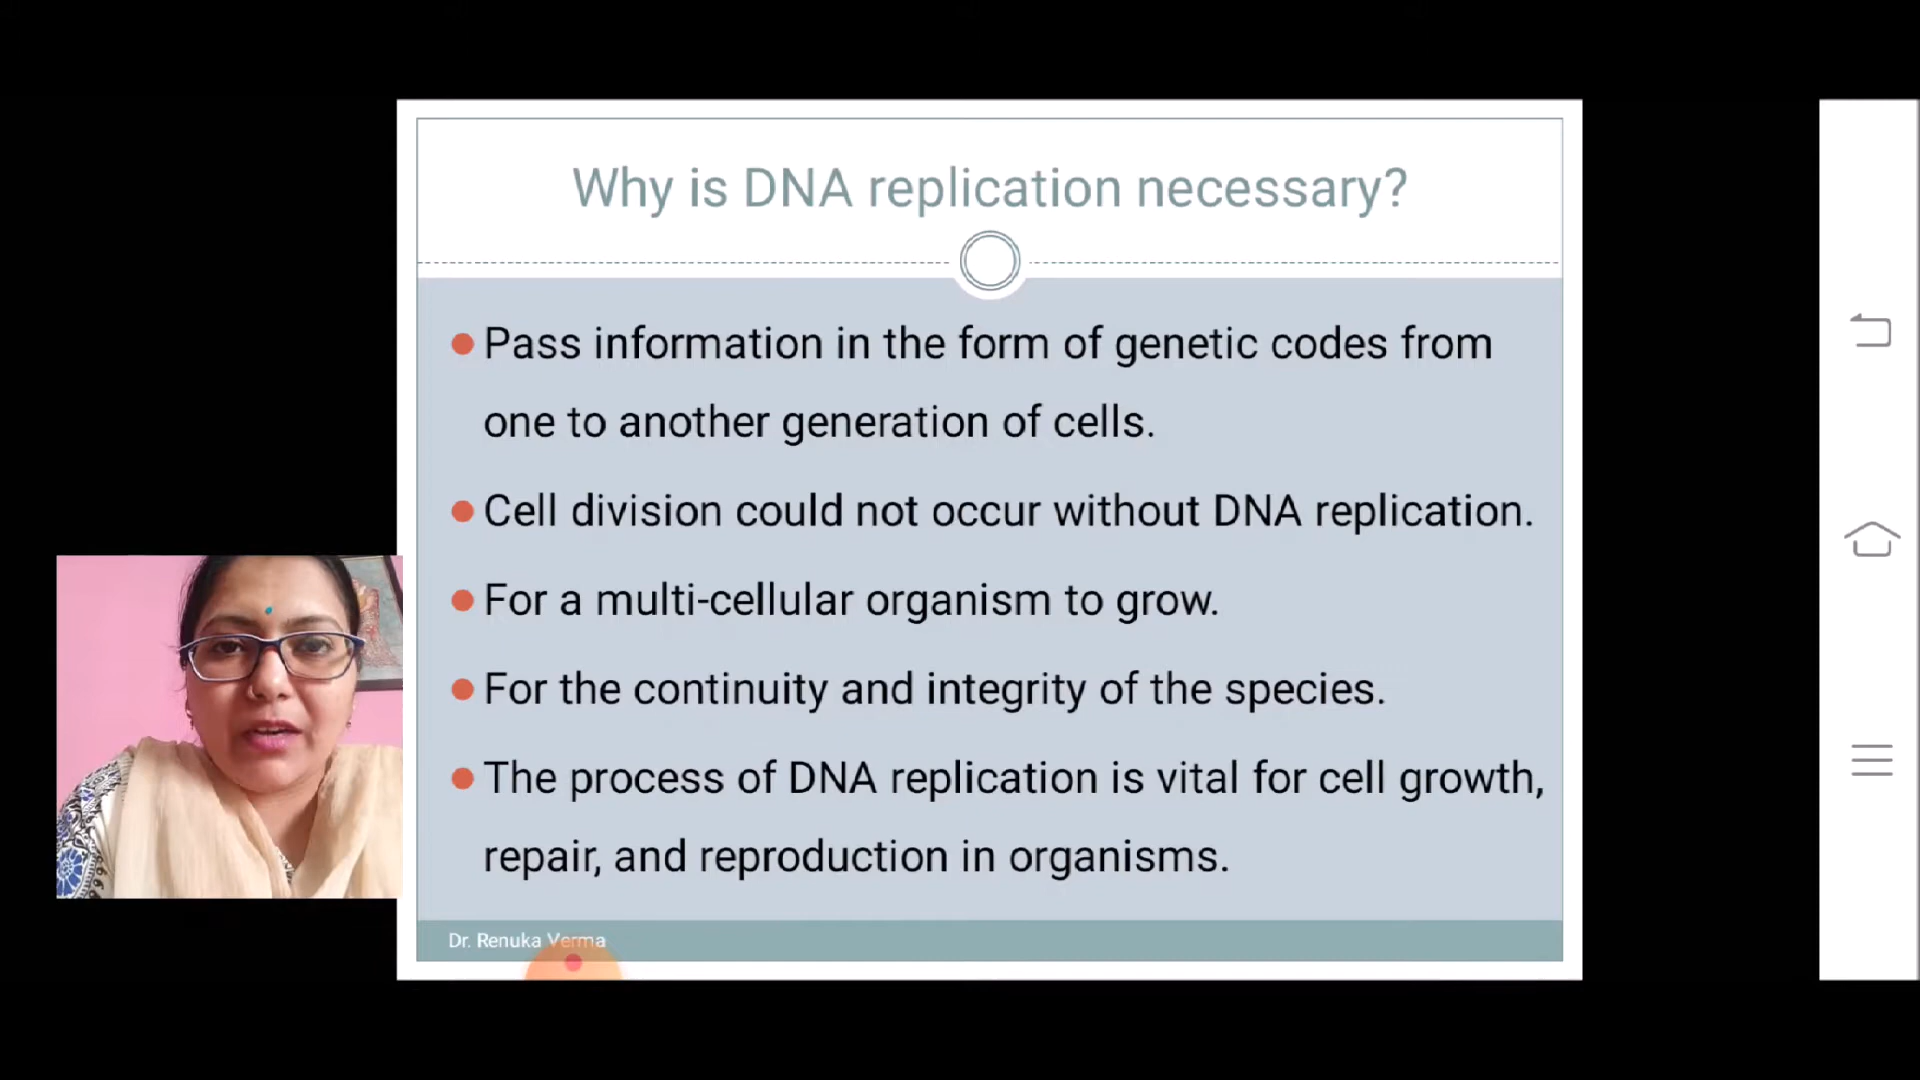 Why is DNA replication necessary?
Pass information in the form of genetic codes from
one to another generation of cells.
Cell division could not occur without DNA replication.
For a multi-cellular organism to grow.
For the continuity and integrity of the species.
The process of DNA replication is vital for cell growth,
repair, and reproduction in organisms.
Dr. Renuka Verma